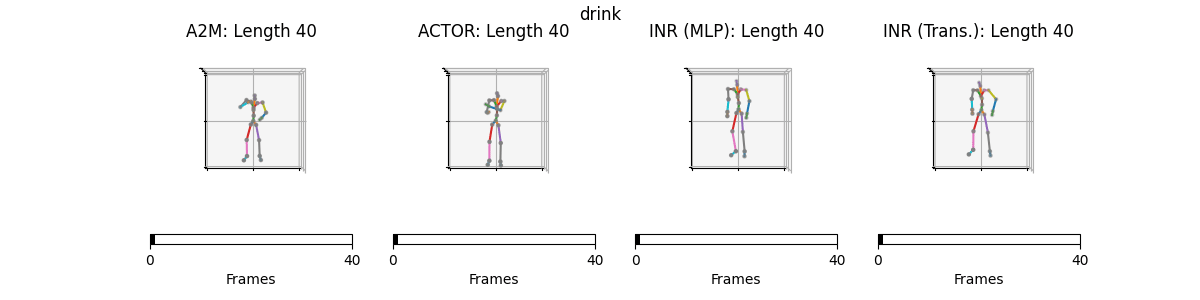 drink
A2M: Length 40
ACTOR: Length 40
INR (MLP): Length 40
INR (Trans.): Length 40
0 40
0 40
0 40
0 40
Frames
Frames
Frames
Frames